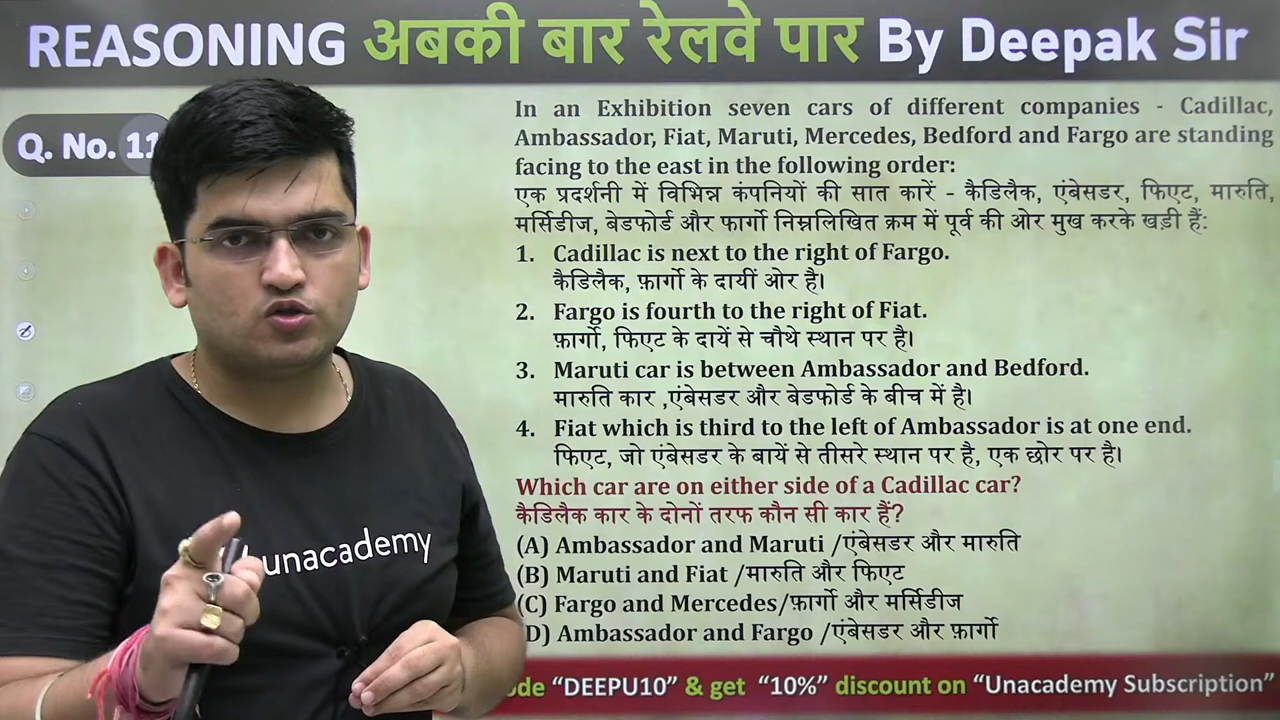 REASONING अबकी बार रेलवे पार By Deepak Sir
Q. No. 11
In an Exhibition seven cars of different companies - Cadillac,
Ambassador, Fiat, Maruti, Mercedes, Bedford and Fargo are standing
facing to the east in the following order:
एक प्रदर्शनी में विभिन्न कंपनियों की सात कारें - कैडिलैक, एंबेसडर, फिएट, मारुति,
मर्सिडीज, बेडफोर्ड और फार्गो निम्नलिखित क्रम में पूर्व की ओर मुख करके खड़ी हैं:
1. Cadillac is next to the right of Fargo.
कैडिलैक, फ़ार्गो के दायीं ओर है।
2. Fargo is fourth to the right of Fiat.
फ़ार्गो, फिएट के दायें से चौथे स्थान पर है।
3. Maruti car is between Ambassador and Bedford.
मारुति कार ,एंबेसडर और बेडफोर्ड के बीच में है।
4. Fiat which is third to the left of Ambassador is at one end.
फिएट, जो एंबेसडर के बायें से तीसरे स्थान पर है, एक छोर पर है।
Which car are on either side of a Cadillac car?
कैडिलैक कार के दोनों तरफ कौन सी कार हैं?
(A) Ambassador and Maruti /एंबेसडर और मारुति
(B) Maruti and Fiat /मारुति और फिएट
(C) Fargo and Mercedes/फ़ार्गो और मर्सिडीज
D) Ambassador and Fargo /एंबेसडर और फ़ार्गो
unacademy
de “DEEPU10” & get “10%” discount on “Unacademy Subscription”